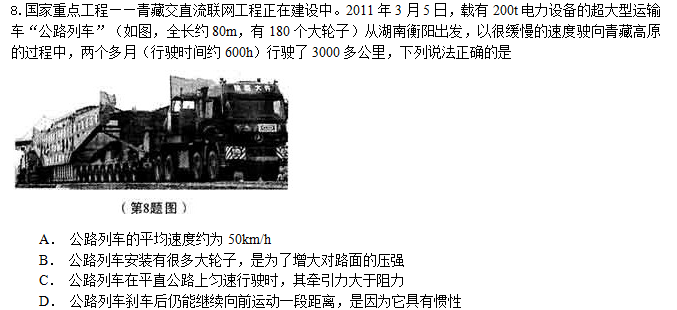 8.国家重点工程——青藏交直流联网工程正在建设中。2011 年 3 月 5 日，载有 200t 电力设备的超大型运输
车“公路列车”（如图，全长约 80m，有 180 个大轮子）从湖南衡阳出发，以很缓慢的速度驶向青藏高原
的过程中，两个多月（行驶时间约 600h）行驶了 3000 多公里，下列说法正确的是
（第8题图）
A． 公路列车的平均速度约为 50km/h
B． 公路列车安装有很多大轮子，是为了增大对路面的压强
C． 公路列车在平直公路上匀速行驶时，其牵引力大于阻力
D． 公路列车刹车后仍能继续向前运动一段距离，是因为它具有惯性